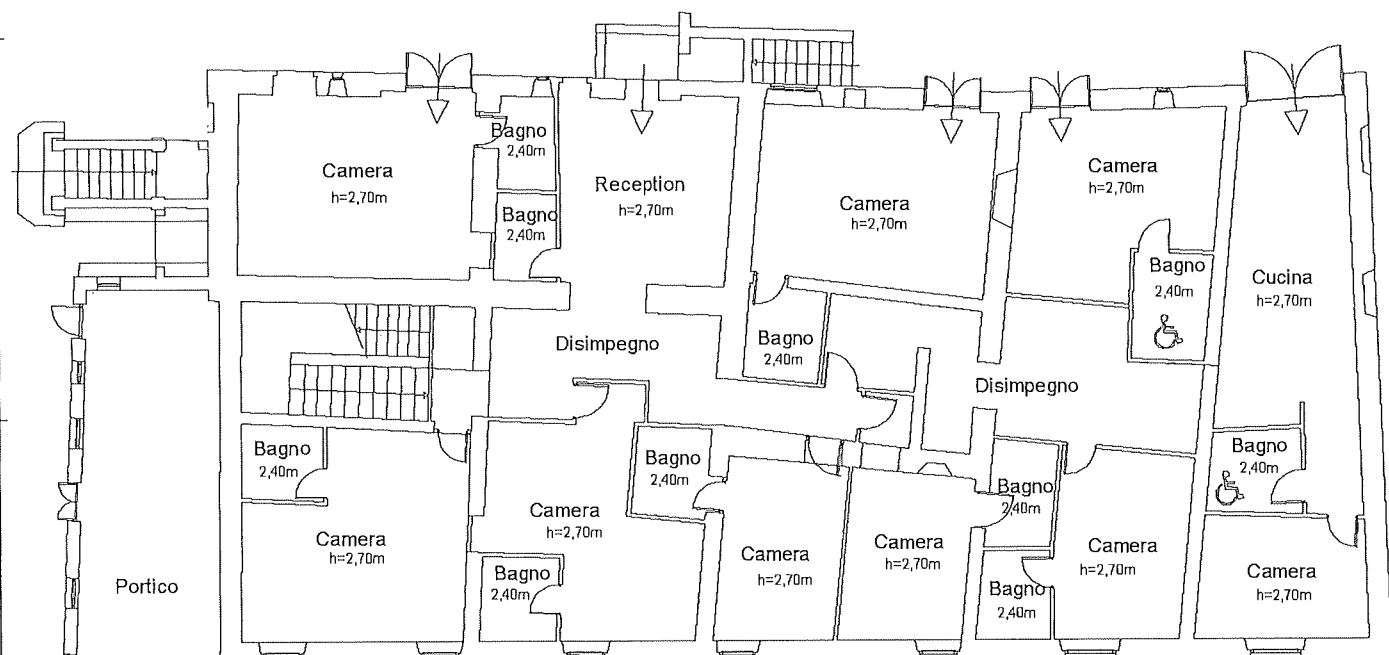 Bagno
2,40m
Camera
h=2,70m
Reception
h=2,70m
Bagno
2,40m
Camera
h=2,70m
Camera
h=2,70m
Bagno
2,40m
Cucina
h=2,70m
Disimpegno
Bagno
2,40m
Disimpegno
Bagno
2,40m
Bagno
2,40m
Bagno
2,40m
Bagno
2,40m
Camera
h=2,70m
Camera
h=2,70m
Camera
h=2,70m
Camera
h=2,70m
Camera
h=2,70m
Camera
h=2,70m
Portico
Bagno
2,40m
Bagno
2,40m